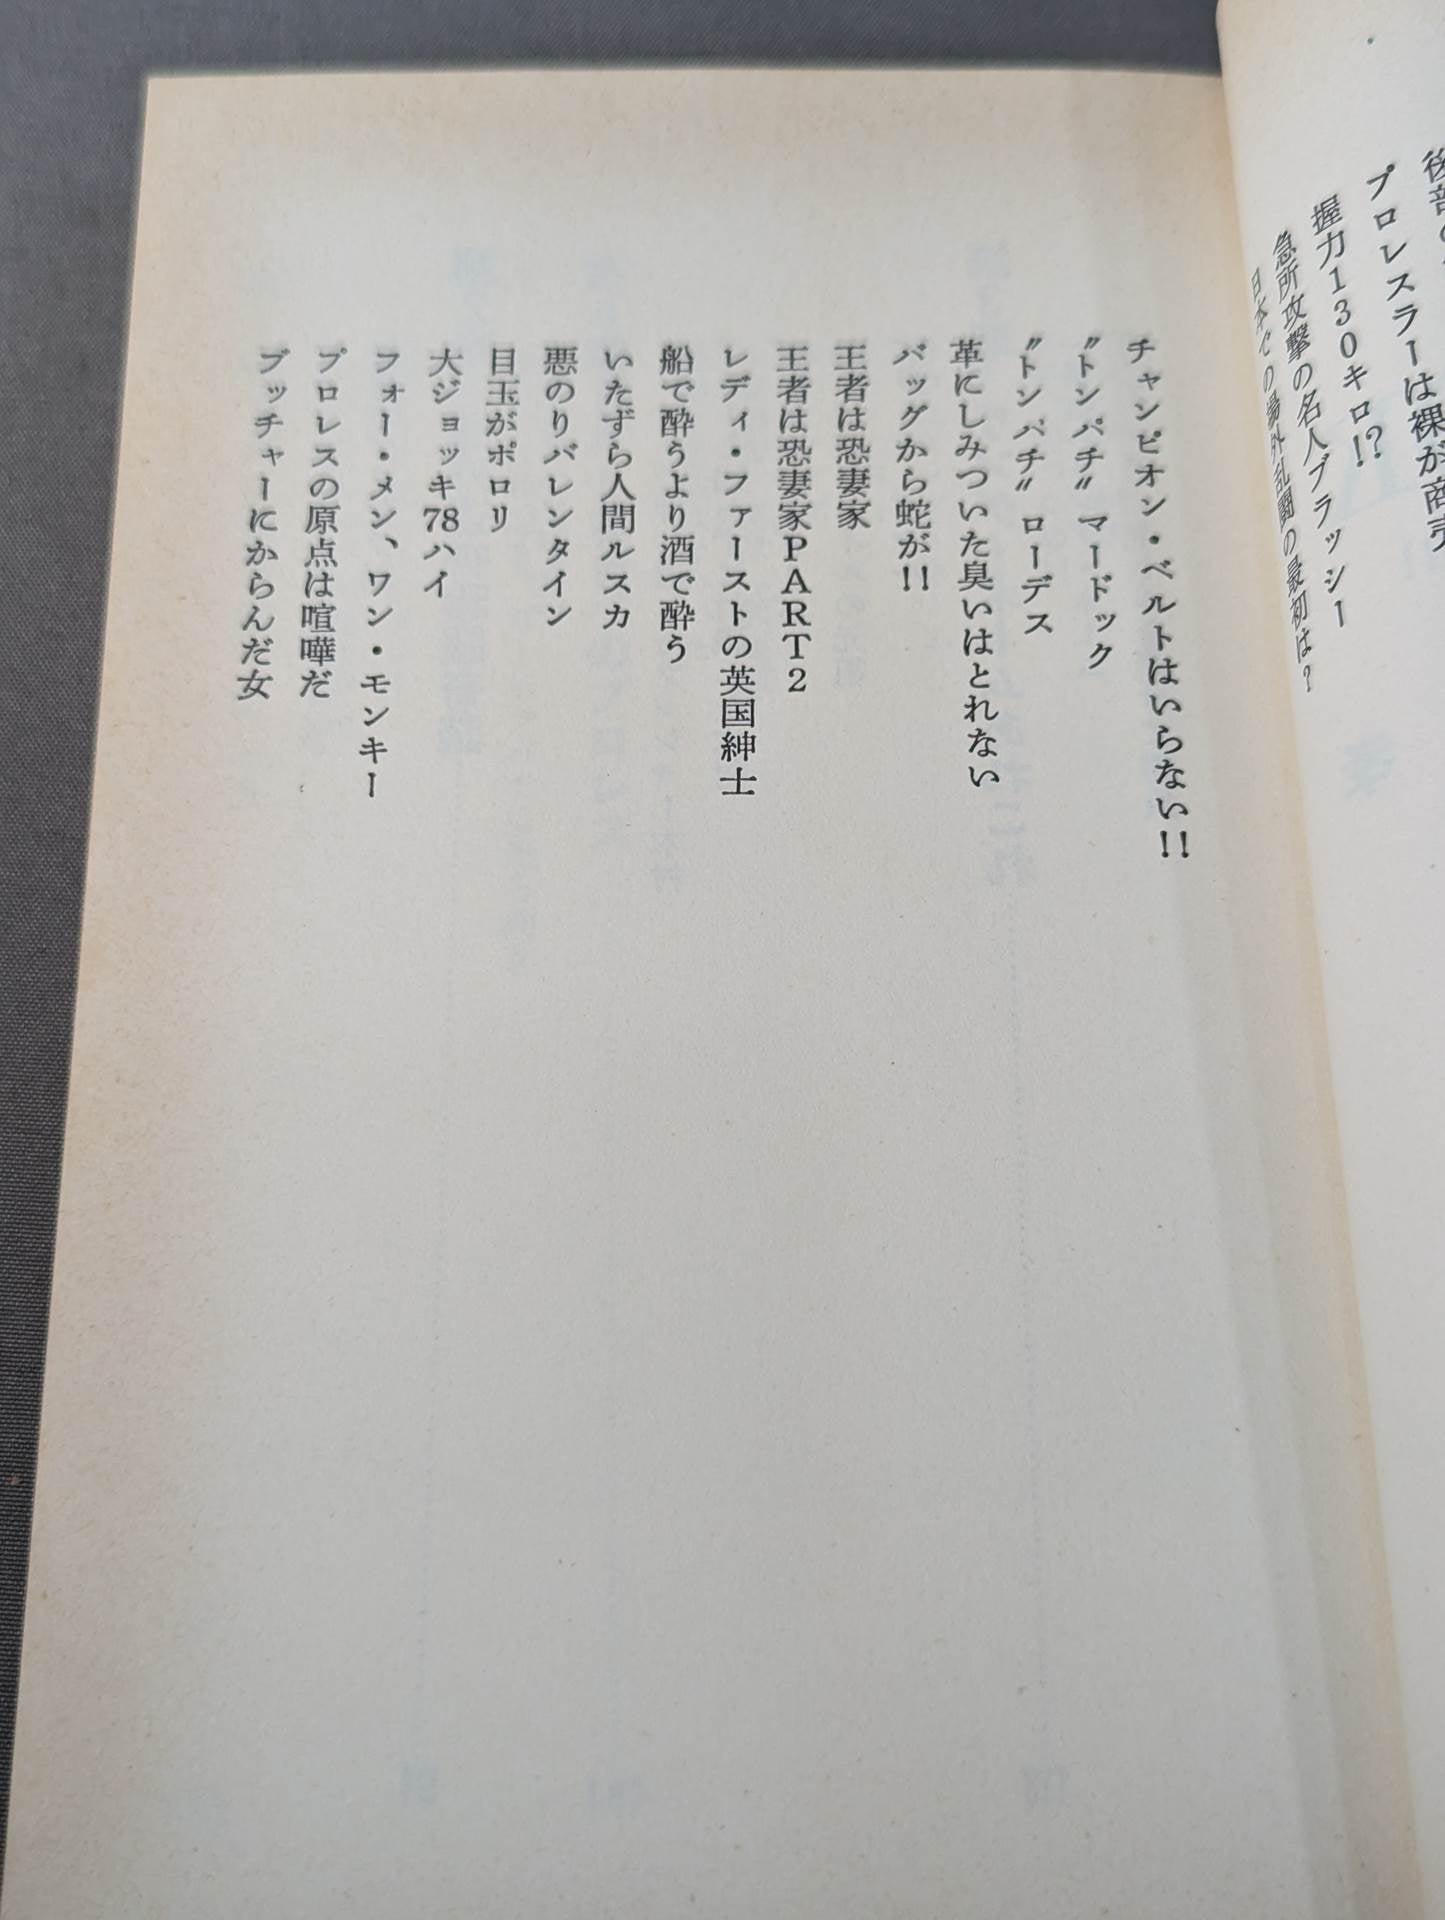 プロレスラーは裸が商売
握力130キロ!?
急所攻撃の名人ブラッシー
日本での場外乱闘の最初は？
チャンピオン・ベルトはいらない!!
〝トンパチ〟マードック
〝トンパチ〟ローデス
革にしみついた臭いはとれない
バッグから蛇が!!
王者は恐妻家
王者は恐妻家PART2
レディ・ファーストの英国紳士
船で酔うより酒で酔う
いたずら人間ルスカ
悪のりバレンタイン
目玉がポロリ
大ジョッキ78ハイ
フォー・メン、ワン・モンキー
プロレスの原点は喧嘩だ
ブッチャーにからんだ女